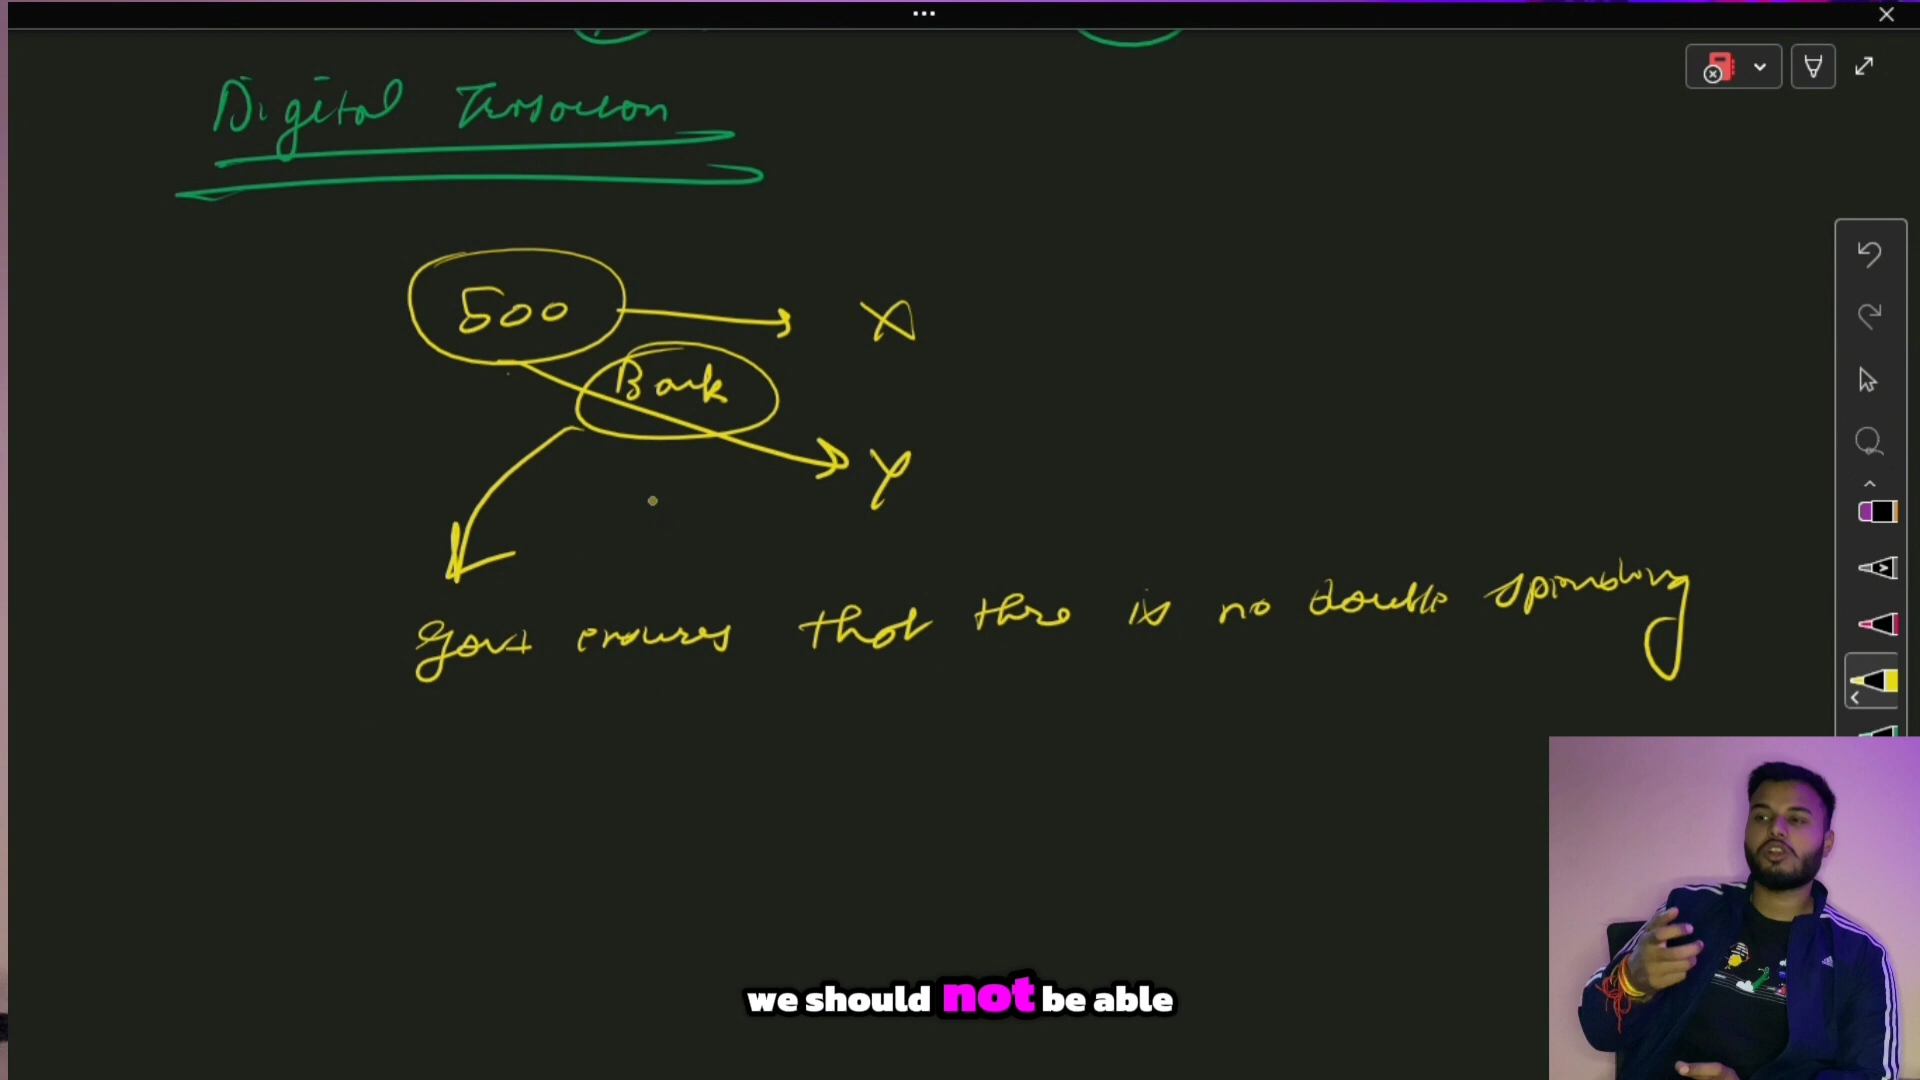 Digital Transaction
500
X
Bank
Y
Govt ensures that there is no double spending
we should not be able